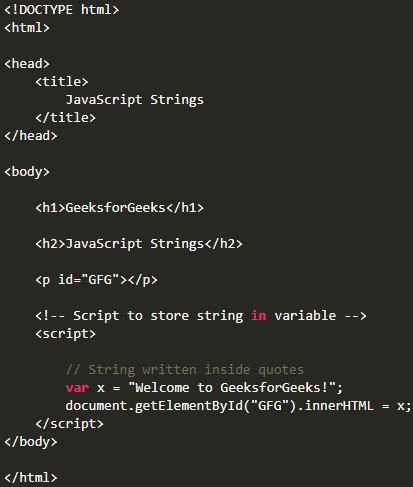 <!DOCTYPE html>
<html>
<head>
<title>
JavaScript Strings
</title>
</head>
<body>
<h1>GeeksforGeeks</h1>
<h2>JavaScript Strings</h2>
<p id="GFG"></p>
<!-- Script to store string in variable -->
<script>
// String written inside quotes
var x = "Welcome to GeeksforGeeks!";
document.getElementById("GFG").innerHTML = x;
</script>
</body>
</html>